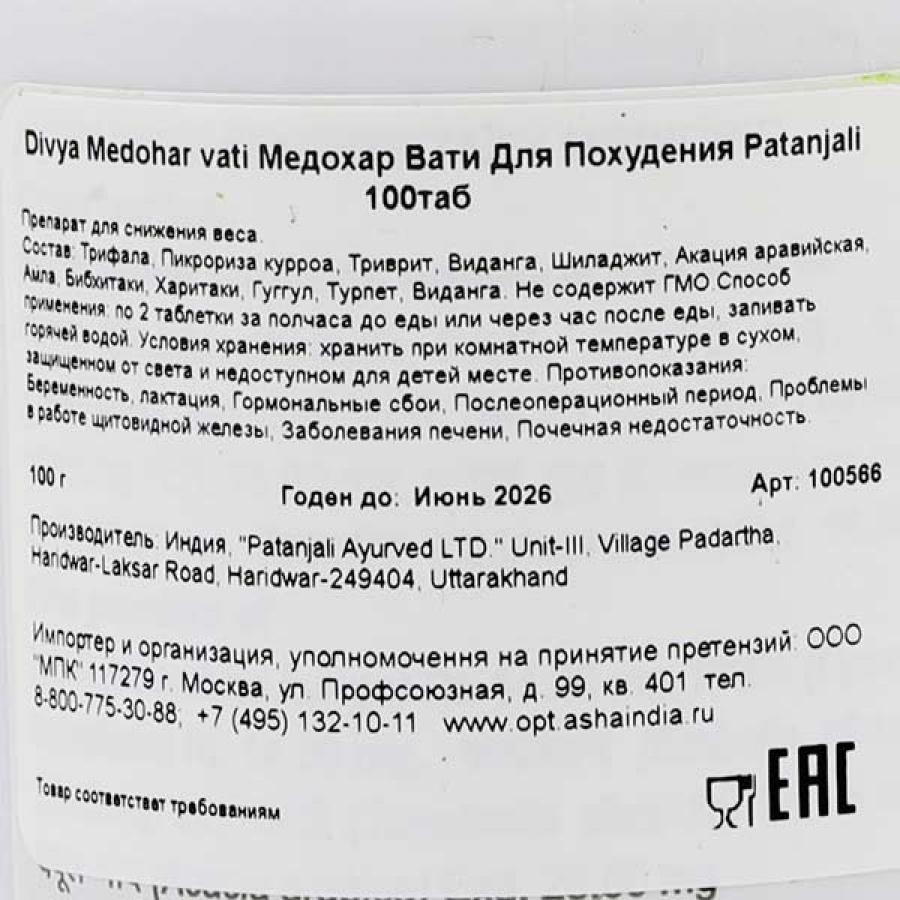 Divya Medohar vati Медохар Вати Для Похудения Patanjali
100таб
Препарат для снижения веса.
Состав: Трифала, Пикрориза курроа, Триврит, Виданга, Шиладжит, Акация аравийская,
Амла, Бибхитаки, Харитаки, Гуггул, Турпет, Виданга. Не содержит ГМО.Способ
применения: по 2 таблетки за полчаса до еды или через час после еды, запивать
горячей водой. Условия хранения: хранить при комнатной температуре в сухом,
защищенном от света и недоступном для детей месте. Противопоказания:
Беременность, лактация, Гормональные сбои, Послеоперационный период, Проблемы
в работе щитовидной железы, Заболевания печени, Почечная недостаточность.
100 г
Годен до: Июнь 2026
Арт: 100566
Производитель: Индия, "Patanjali Ayurved LTD." Unit-III, Village Padartha,
Handwar-Laksar Road, Haridwar-249404, Uttarakhand
Импортер и организация, уполномочення на принятие претензий: ООО
"МПК" 117279 г. Москва, ул. Профсоюзная, д. 99, кв. 401 тел.
8-800-775-30-88; +7 (495) 132-10-11 www.opt.ashaindia.ru
EAC
Товар соответствет требованиям